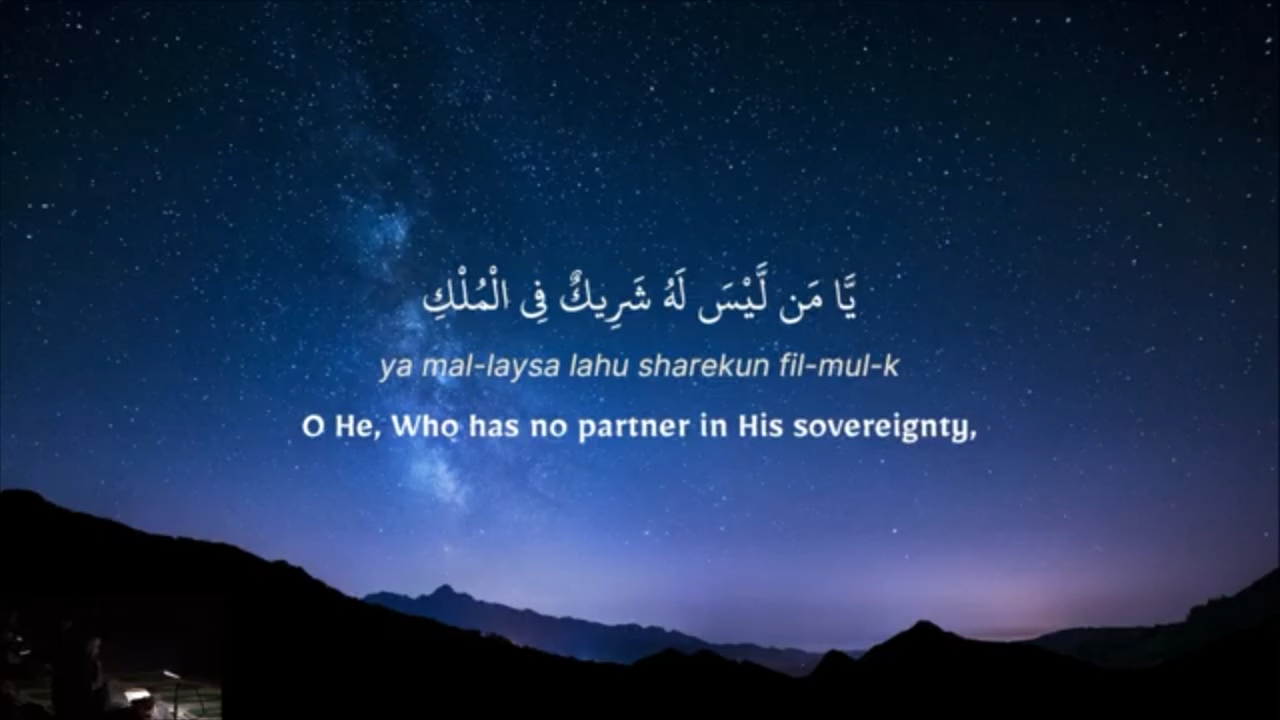 يَّا مَن لَّيْسَ لَهُ شَرِيكٌ فِى الْمُلْكِ
ya mal-laysa lahu sharekun fil-mul-k
O He, Who has no partner in His sovereignty,